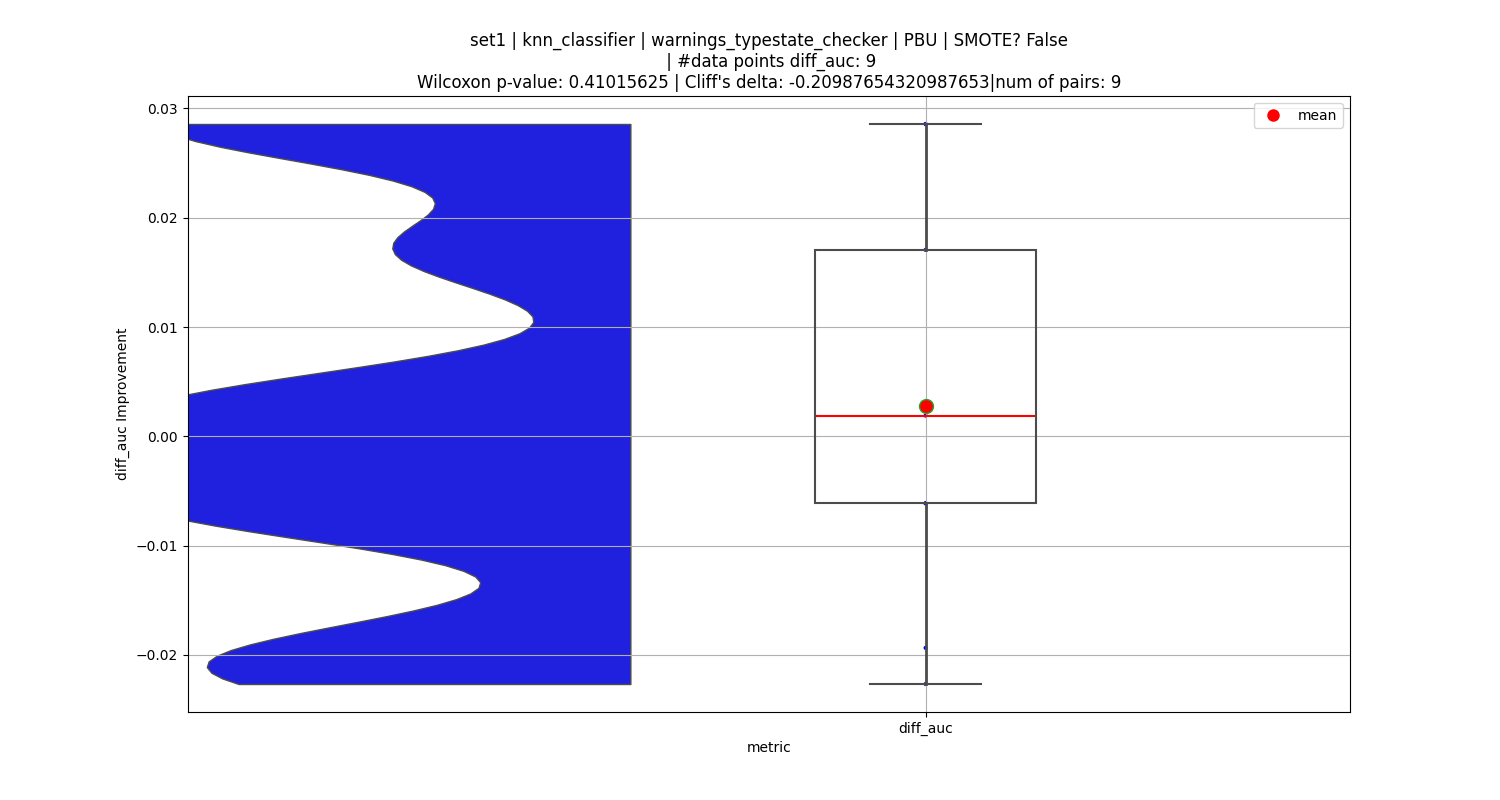 set1 | knn_classifier | warnings_typestate_checker | PBU | SMOTE? False
| #data points diff_auc: 9
Wilcoxon p-value: 0.41015625 | Cliff's delta: -0.20987654320987653|num of pairs: 9
mean
0.03
0.02
0.01
0.00
−0.01
−0.02
diff_auc Improvement
diff_auc
metric